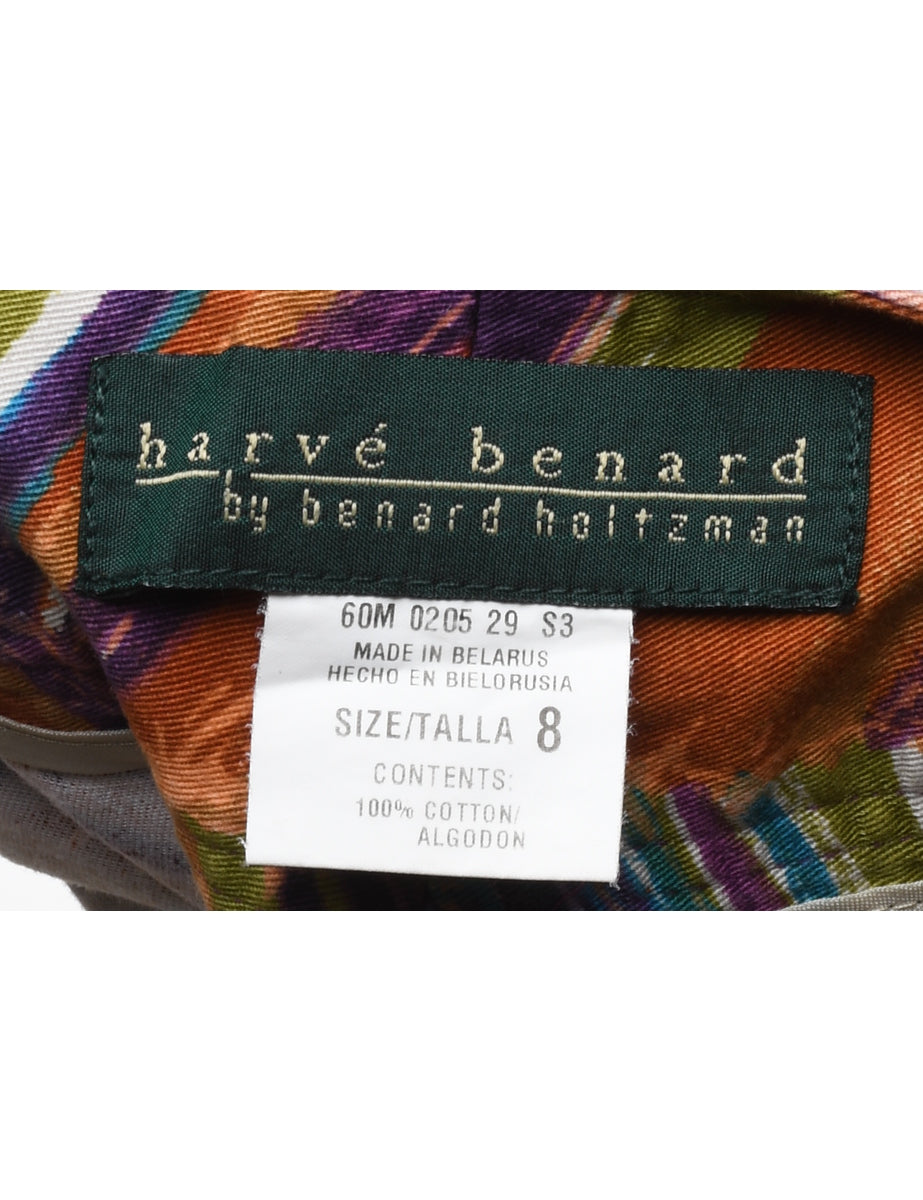 harvé benard
by benard holtzman
60M 0205 29 S3
MADE IN BELARUS
HECHO EN BIELORUSIA
SIZE/TALLA 8
CONTENTS:
100% COTTON/
ALGODON